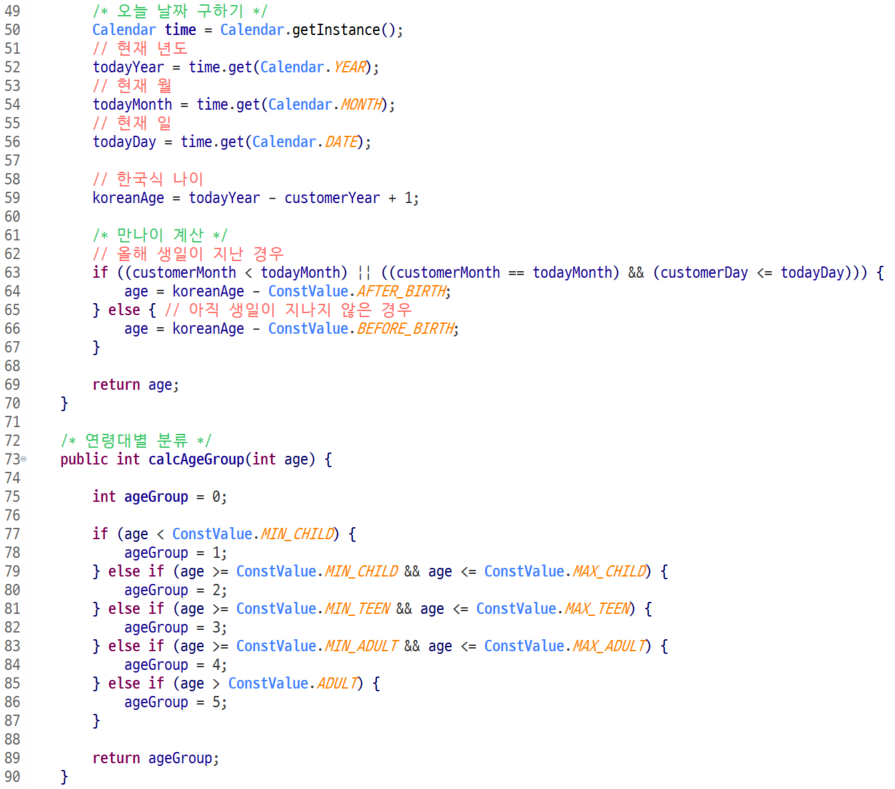 49 /* 오늘 날짜 구하기 */
50 Calendar time = Calendar.getInstance();
51 // 현재 년도
52 todayYear = time.get(Calendar.YEAR);
53 // 현재 월
54 todayMonth = time.get(Calendar.MONTH);
55 // 현재 일
56 todayDay = time.get(Calendar.DATE);
57
58 // 한국식 나이
59 koreanAge = todayYear - customerYear + 1;
60
61 /* 만나이 계산 */
62 // 올해 생일이 지난 경우
63 if ((customerMonth < todayMonth) || ((customerMonth == todayMonth) && (customerDay <= todayDay))) {
64 age = koreanAge - ConstValue.AFTER_BIRTH;
65 } else { // 아직 생일이 지나지 않은 경우
66 age = koreanAge - ConstValue.BEFORE_BIRTH;
67 }
68
69 return age;
70 }
71
72 /* 연령대별 분류 */
73 public int calcAgeGroup(int age) {
74
75 int ageGroup = 0;
76
77 if (age < ConstValue.MIN_CHILD) {
78 ageGroup = 1;
79 } else if (age >= ConstValue.MIN_CHILD && age <= ConstValue.MAX_CHILD) {
80 ageGroup = 2;
81 } else if (age >= ConstValue.MIN_TEEN && age <= ConstValue.MAX_TEEN) {
82 ageGroup = 3;
83 } else if (age >= ConstValue.MIN_ADULT && age <= ConstValue.MAX_ADULT) {
84 ageGroup = 4;
85 } else if (age > ConstValue.ADULT) {
86 ageGroup = 5;
87 }
88
89 return ageGroup;
90 }